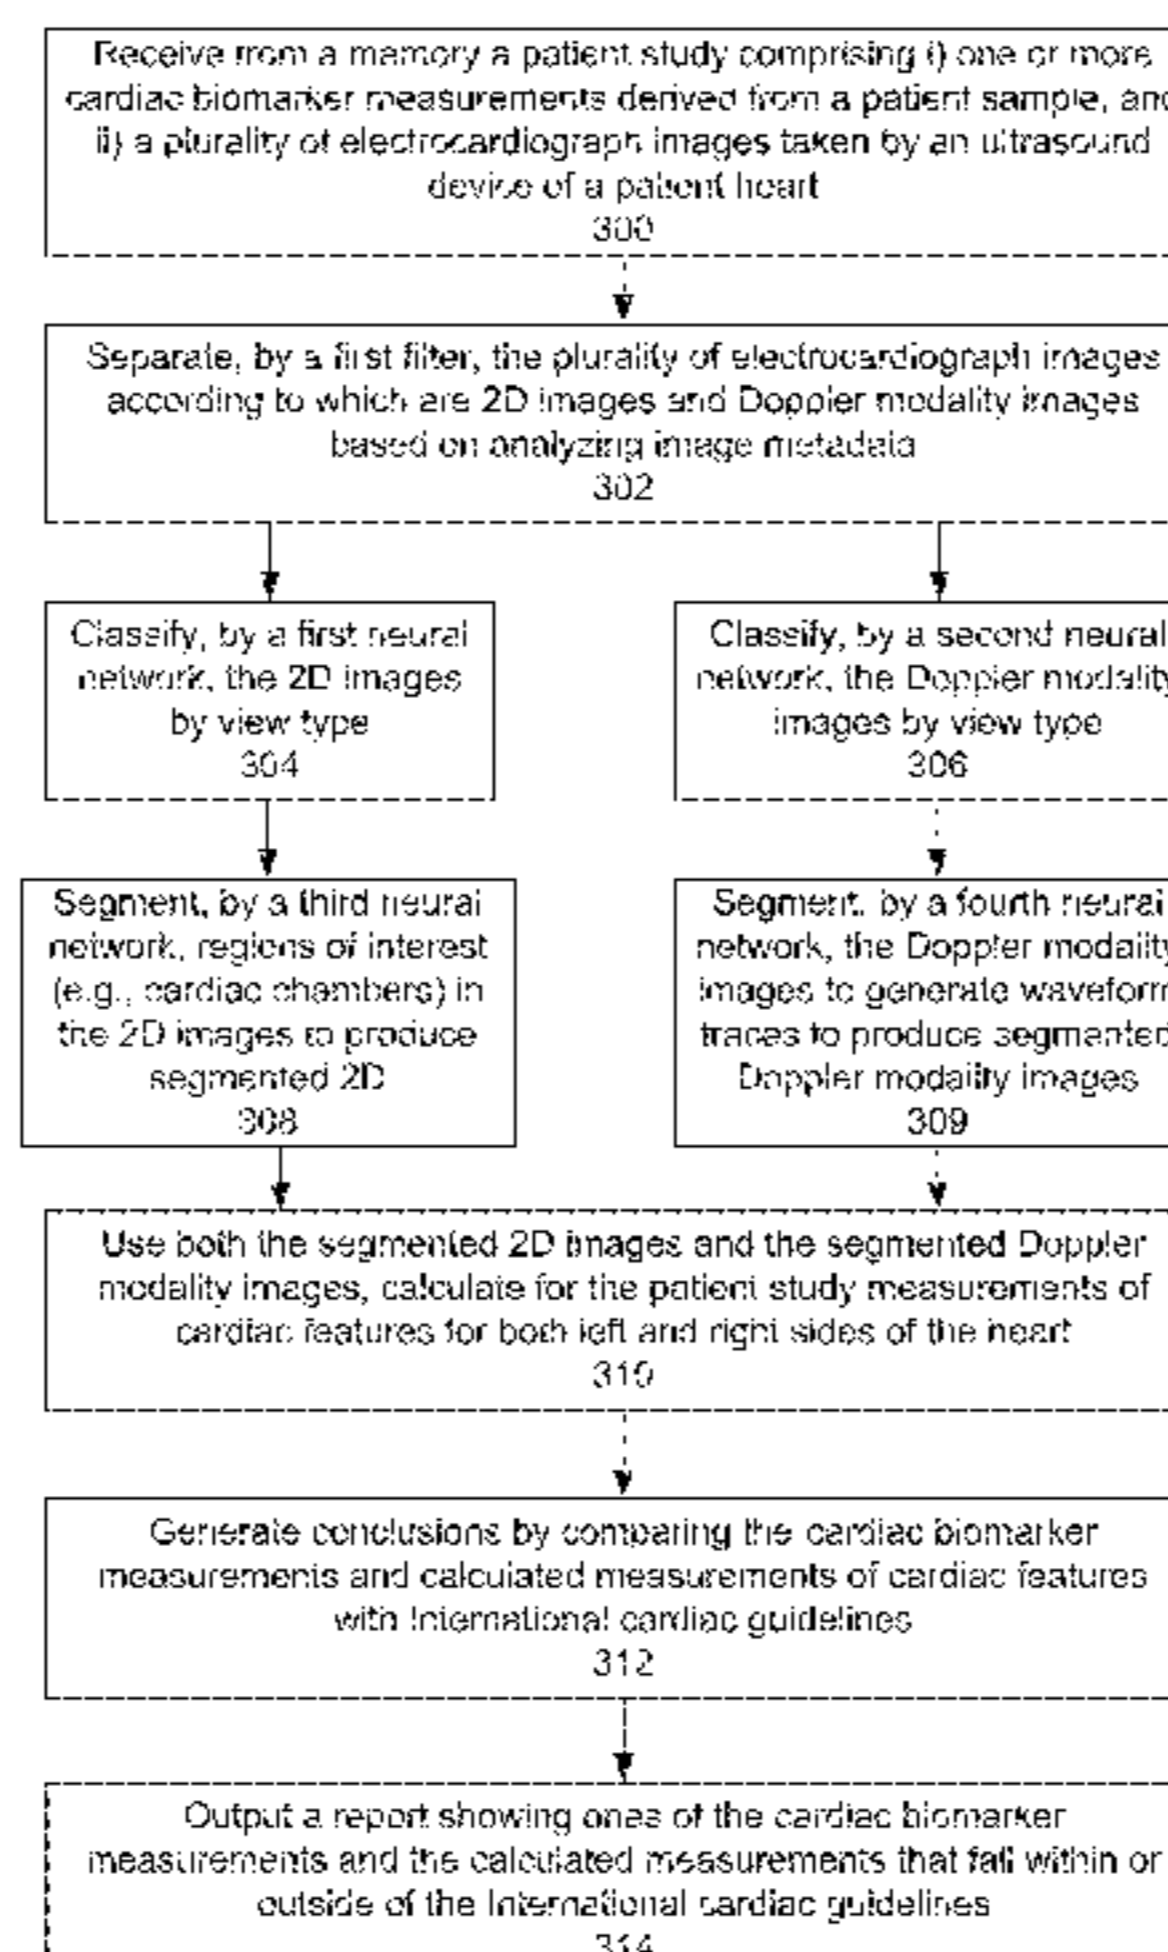 Receive from a memory a patient study comprising i) one or more
cardiac biomarker measurements derived from a patient sample, and
ii) a plurality of electrocardiograph images taken by an ultrasound
device of a patient heart
300
Separate, by a first filter, the plurality of electrocardiograph images
according to which are 2D images and Doppler modality images
based on analyzing image metadata
302
Classify, by a first neural
network, the 2D images
by view type
304
Classify, by a second neural
network, the Doppler modality
images by view type
306
Segment, by a third neural
network, regions of interest
(e.g., cardiac chambers) in
the 2D images to produce
segmented 2D
308
Segment, by a fourth neural
network, the Doppler modality
images to generate waveform
traces to produce segmented
Doppler modality images
309
Use both the segmented 2D images and the segmented Doppler
modality images, calculate for the patient study measurements of
cardiac features for both left and right sides of the heart
310
Generate conclusions by comparing the cardiac biomarker
measurements and calculated measurements of cardiac features
with International cardiac guidelines
312
Output a report showing ones of the cardiac biomarker
measurements and the calculated measurements that fall within or
outside of the International cardiac guidelines
314